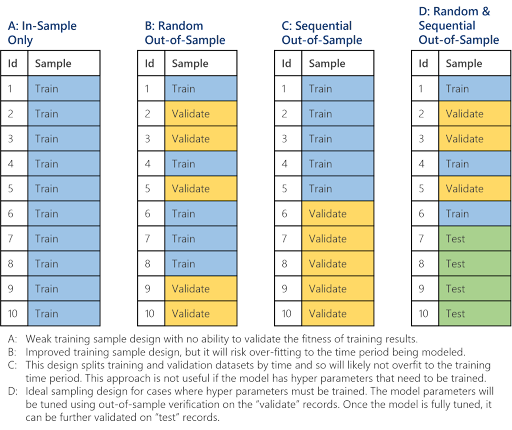 A: In-Sample
Only
Id Sample
1 Train
2 Train
3 Train
4 Train
5 Train
6 Train
7 Train
8 Train
9 Train
10 Train
B: Random
Out-of-Sample
Id Sample
1 Train
2 Validate
3 Validate
4 Train
5 Validate
6 Train
7 Train
8 Train
9 Validate
10 Validate
C: Sequential
Out-of-Sample
Id Sample
1 Train
2 Train
3 Train
4 Train
5 Train
6 Validate
7 Validate
8 Validate
9 Validate
10 Validate
D: Random &
Sequential
Out-of-Sample
Id Sample
1 Train
2 Validate
3 Validate
4 Train
5 Validate
6 Train
7 Test
8 Test
9 Test
10 Test
A: Weak training sample design with no ability to validate the fitness of training results.
B: Improved training sample design, but it will risk over-fitting to the time period being modeled.
C: This design splits training and validation datasets by time and so will likely not overfit to the training
time period. This approach is not useful if the model has hyper parameters that need to be trained.
D: Ideal sampling design for cases where hyper parameters must be trained. The model parameters will
be tuned using out-of-sample verification on the “validate” records. Once the model is fully tuned, it
can be further validated on “test” records.